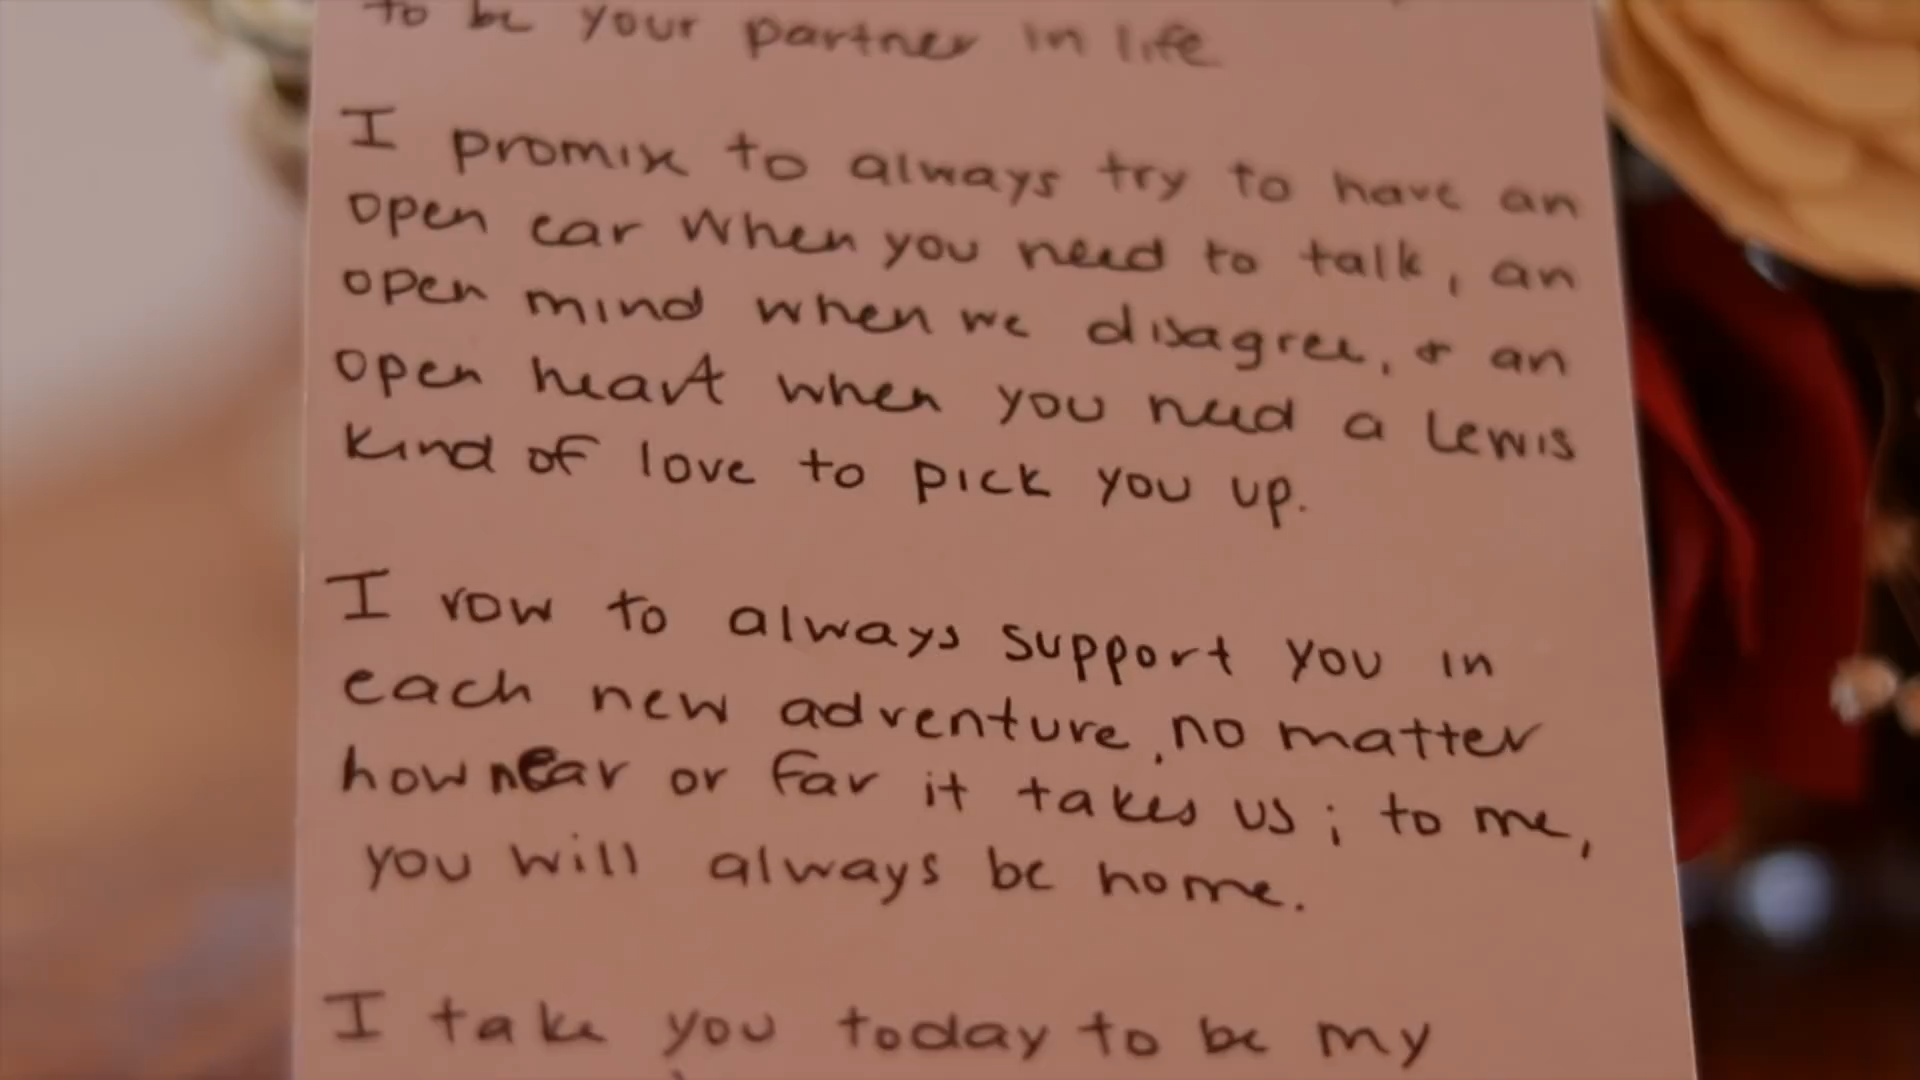 to be your partner in life
I promise to always try to have an
open ear when you need to talk, an
open mind when we disagree, & an
open heart when you need a Lewis
kind of love to pick you up.
I vow to always support you in
each new adventure, no matter
how near or far it takes us; to me,
you will always be home.
I take you today to be my